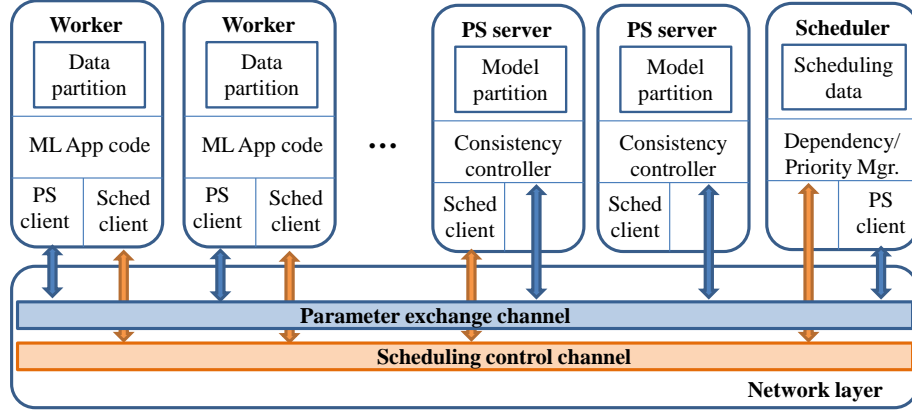 Worker
Data
partition
ML App code
PS
client
Sched
client
Worker
Data
partition
ML App code
PS
client
Sched
client
...
PS server
Model
partition
Consistency
controller
Sched
client
PS server
Model
partition
Consistency
controller
Sched
client
Scheduler
Scheduling
data
Dependency/
Priority Mgr.
PS
client
Parameter exchange channel
Scheduling control channel
Network layer